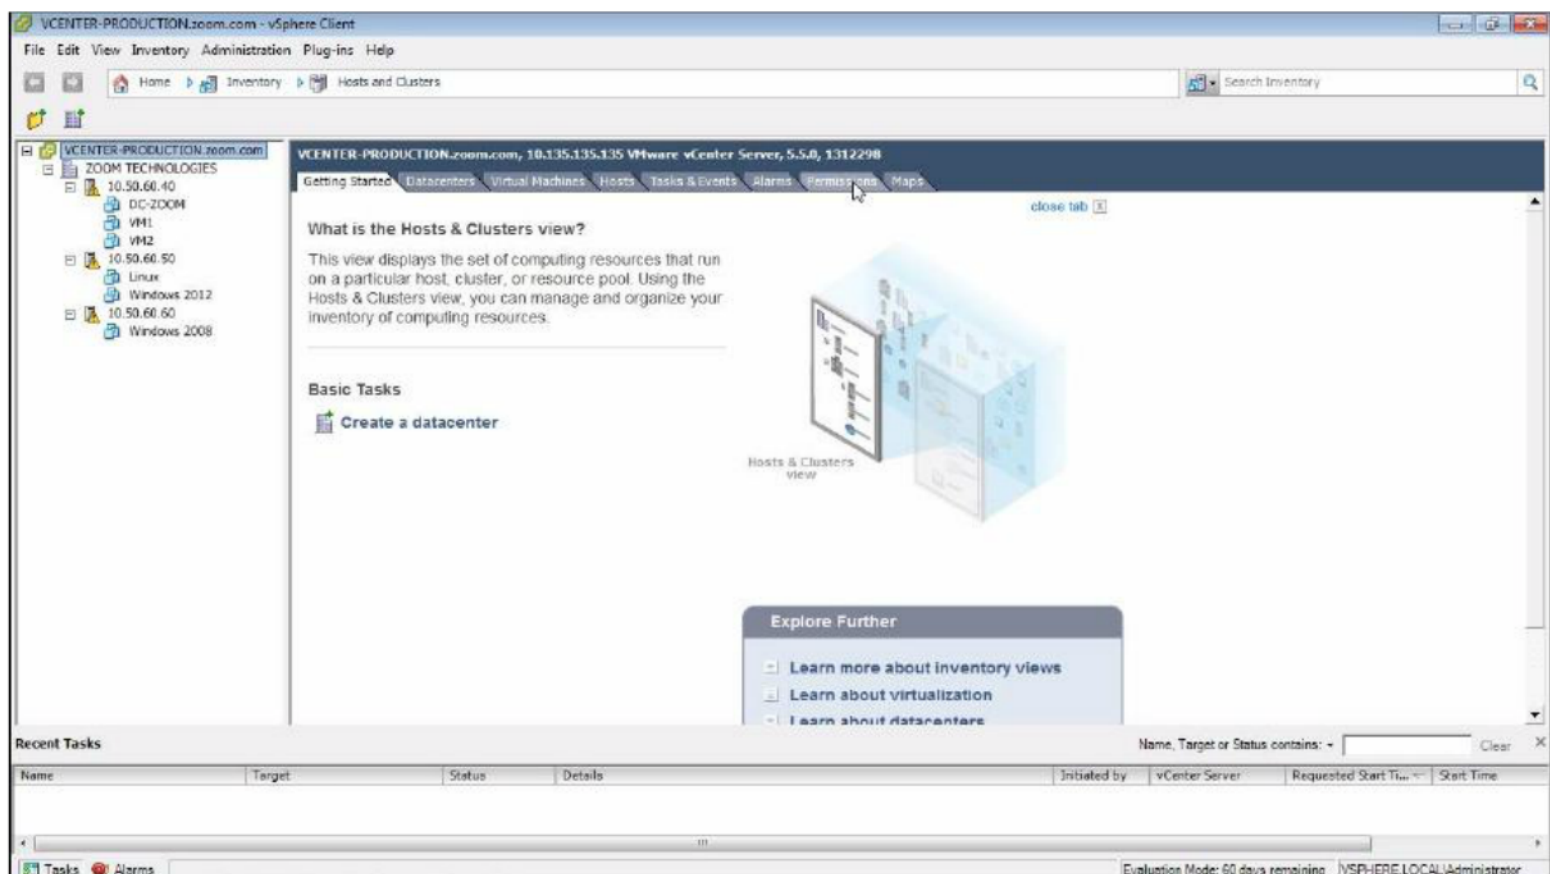 VCENTER-PRODUCTION.zoom.com - vSphere Client
File Edit View Inventory Administration Plug-ins Help
Home Inventory Hosts and Clusters
Search Inventory
VCENTER-PRODUCTION.zoom.com
ZOOM TECHNOLOGIES
10.50.60.40
DC-ZOOM
VM1
VM2
10.50.60.50
Linux
Windows 2012
10.50.60.60
Windows 2008
VCENTER-PRODUCTION.zoom.com, 10.135.135.135 VMware vCenter Server, 5.5.0, 1312298
Getting Started Datacenters Virtual Machines Hosts Tasks & Events Alarms Permissions Maps
close tab
What is the Hosts & Clusters view?
This view displays the set of computing resources that run
on a particular host, cluster, or resource pool. Using the
Hosts & Clusters view, you can manage and organize your
inventory of computing resources.
Basic Tasks
Create a datacenter
Hosts & Clusters
view
Explore Further
Learn more about inventory views
Learn about virtualization
Learn about datacenters
Recent Tasks
Name, Target or Status contains:
Clear
Name Target Status Details Initiated by vCenter Server Requested Start Ti... Start Time
Tasks Alarms
Evaluation Mode: 60 days remaining VSPHERE.LOCAL\Administrator